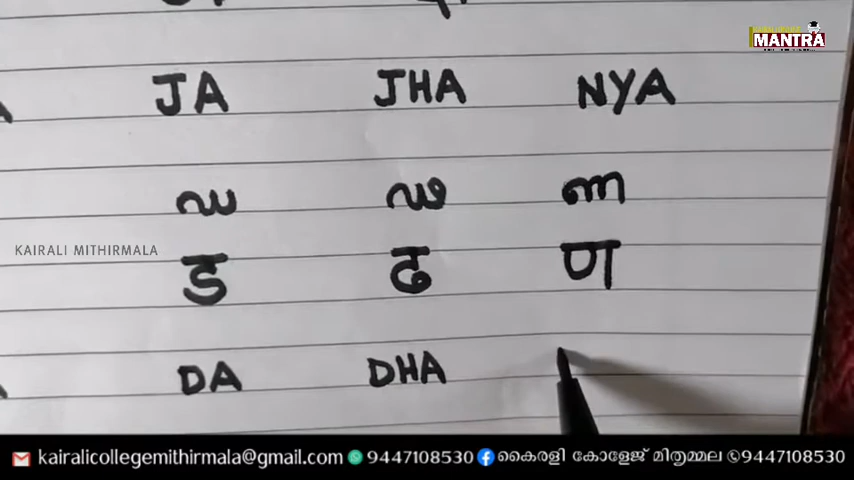 MANTRA
JA JHA NYA
ഡ ഢ ണ
KAIRALI MITHIRMALA
ड ढ ण
DA DHA
kairalicollegemithirmala@gmail.com 9447108530 കൈരളി കോളേജ് മിതൃമ്മല 9447108530